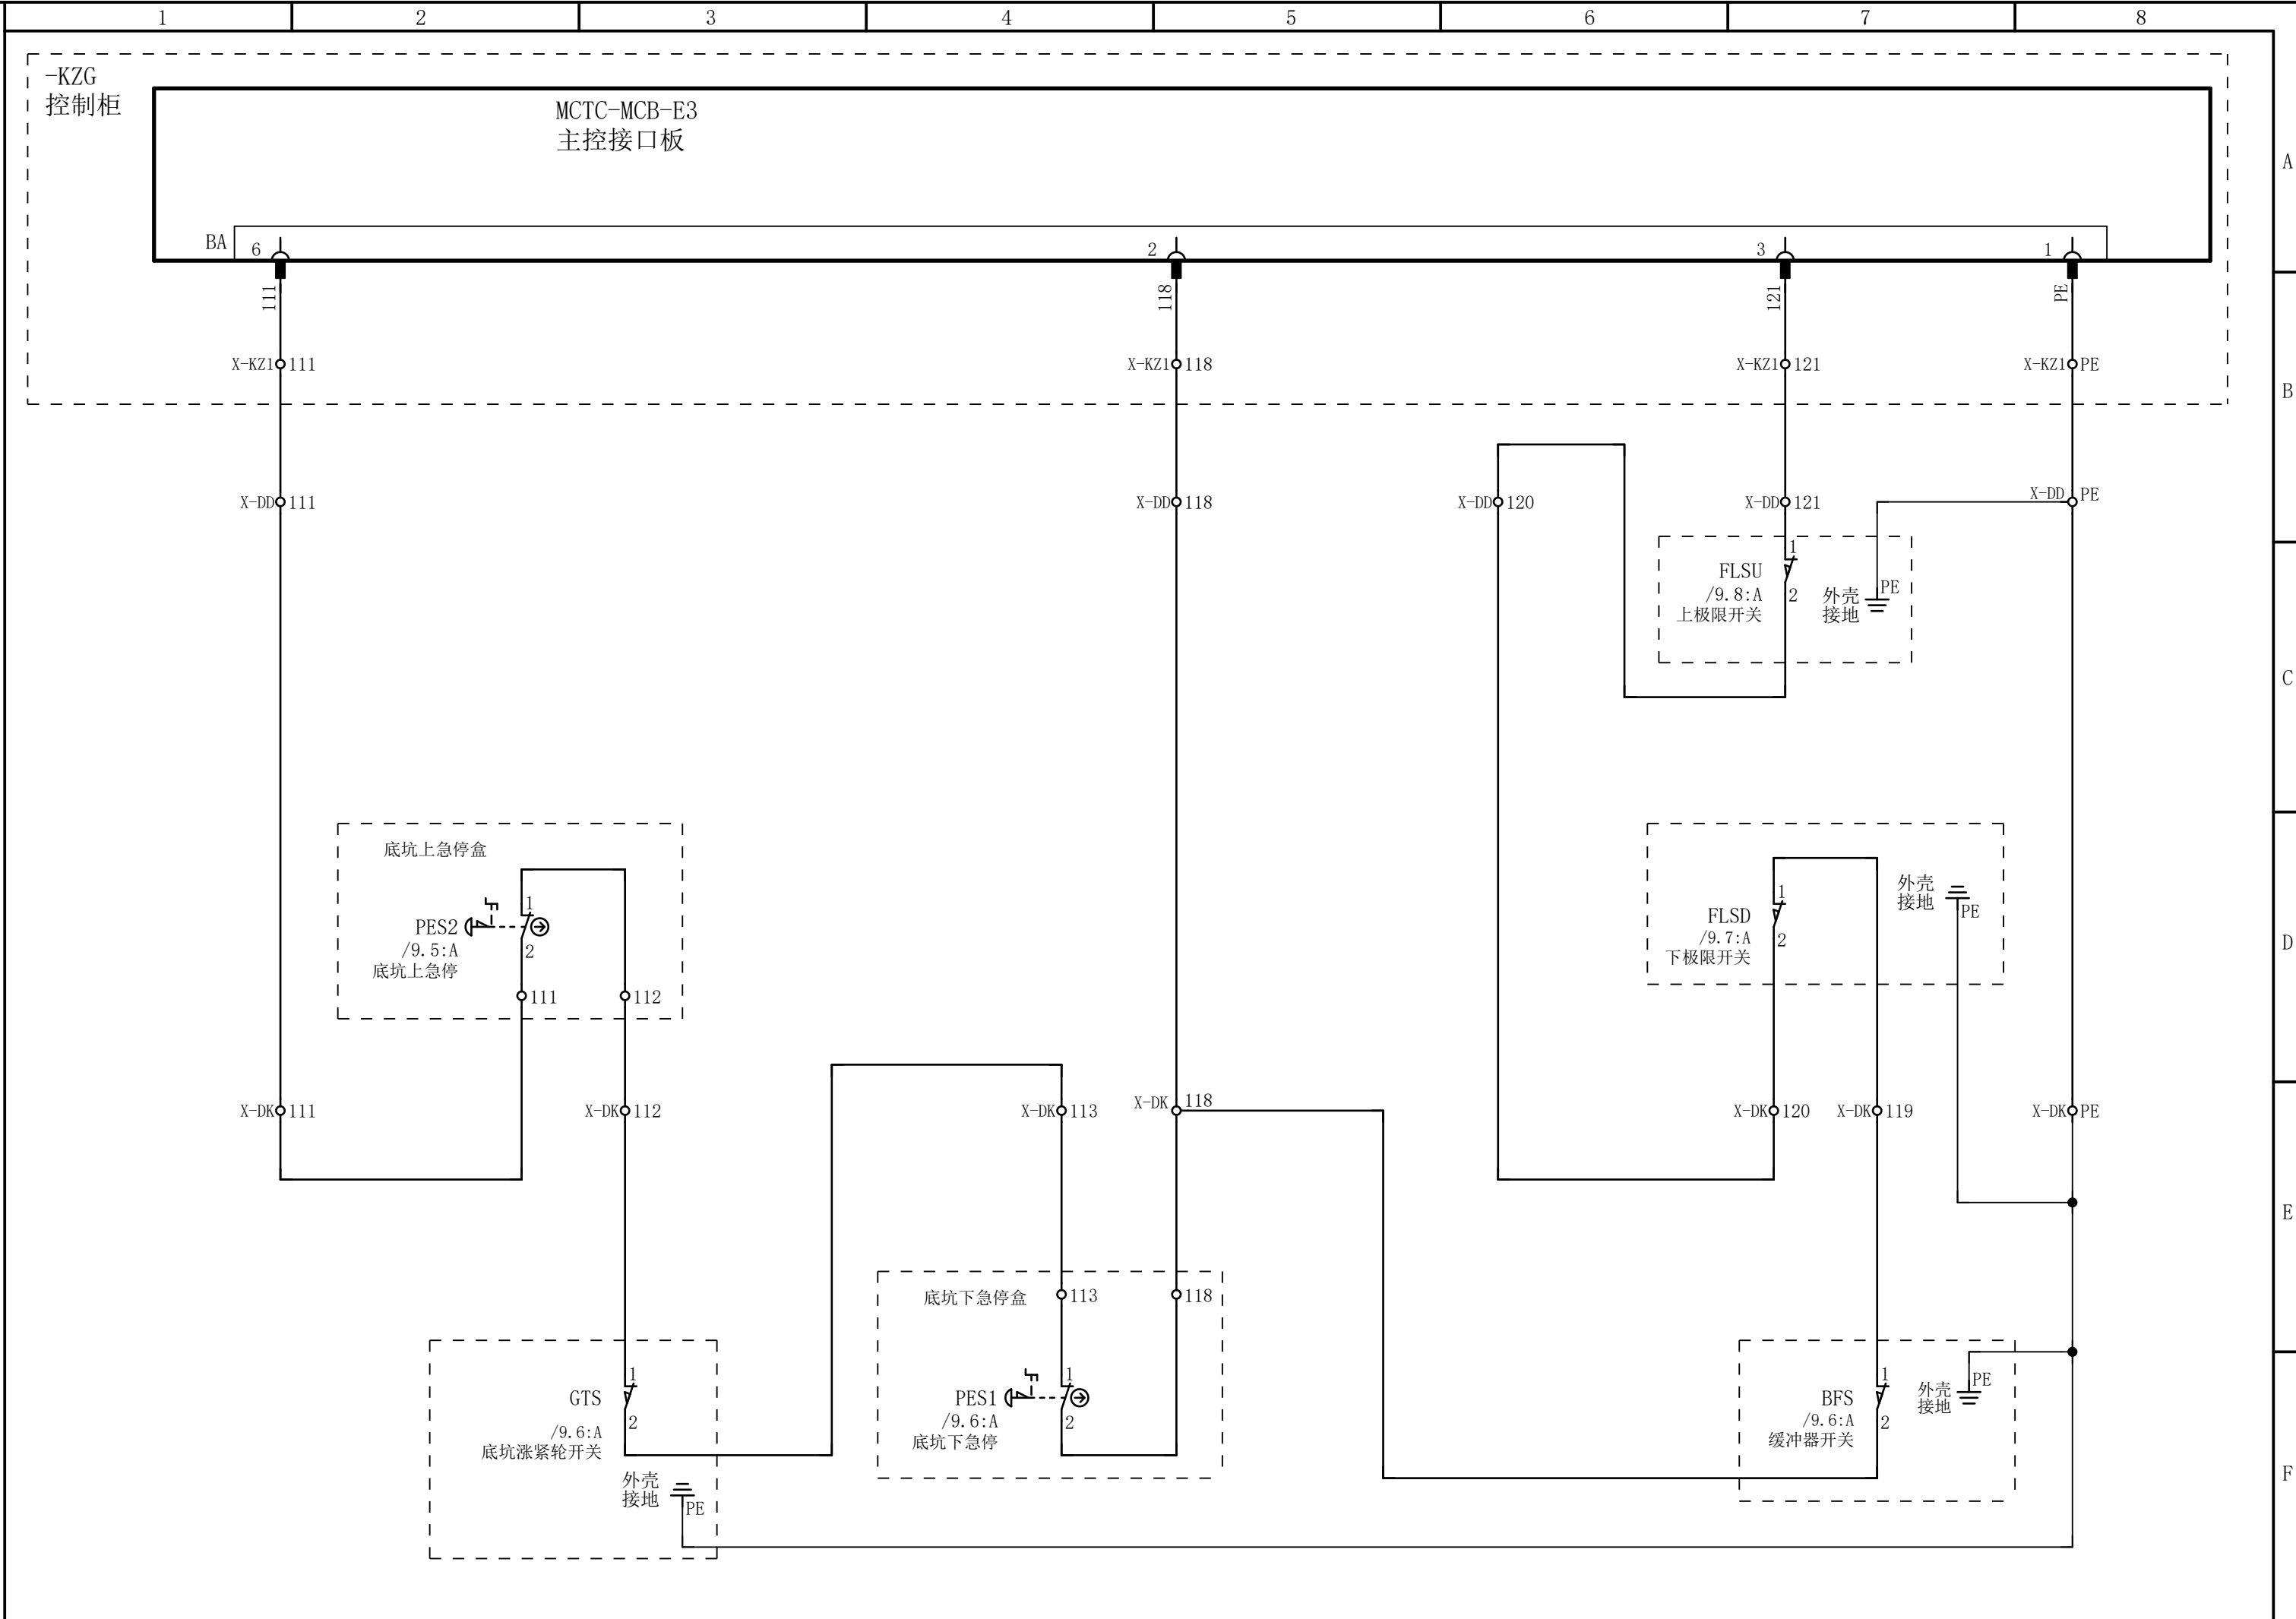 1 2 3 4 5 6 7 8
-KZG
控制柜
MCTC-MCB-E3
主控接口板
A
BA 6 2 3 1
111 118 121 PE
X-KZ1 111 X-KZ1 118 X-KZ1 121 X-KZ1 PE
B
X-DD 111 X-DD 118 X-DD 120 X-DD 121 X-DD PE
1
FLSU
/9.8:A
上极限开关
2
外壳
接地
PE
C
底坑上急停盒
1
PES2
/9.5:A
底坑上急停
2
111 112
1
FLSD
/9.7:A
下极限开关
2
外壳
接地
PE
D
X-DK 111 X-DK 112 X-DK 113 X-DK 118 X-DK 120 X-DK 119 X-DK PE
E
底坑下急停盒
113 118
1
GTS
2
/9.6:A
底坑涨紧轮开关
外壳
接地
PE
1
PES1
/9.6:A
底坑下急停
2
1
BFS
/9.6:A
缓冲器开关
2
外壳
接地
PE
F